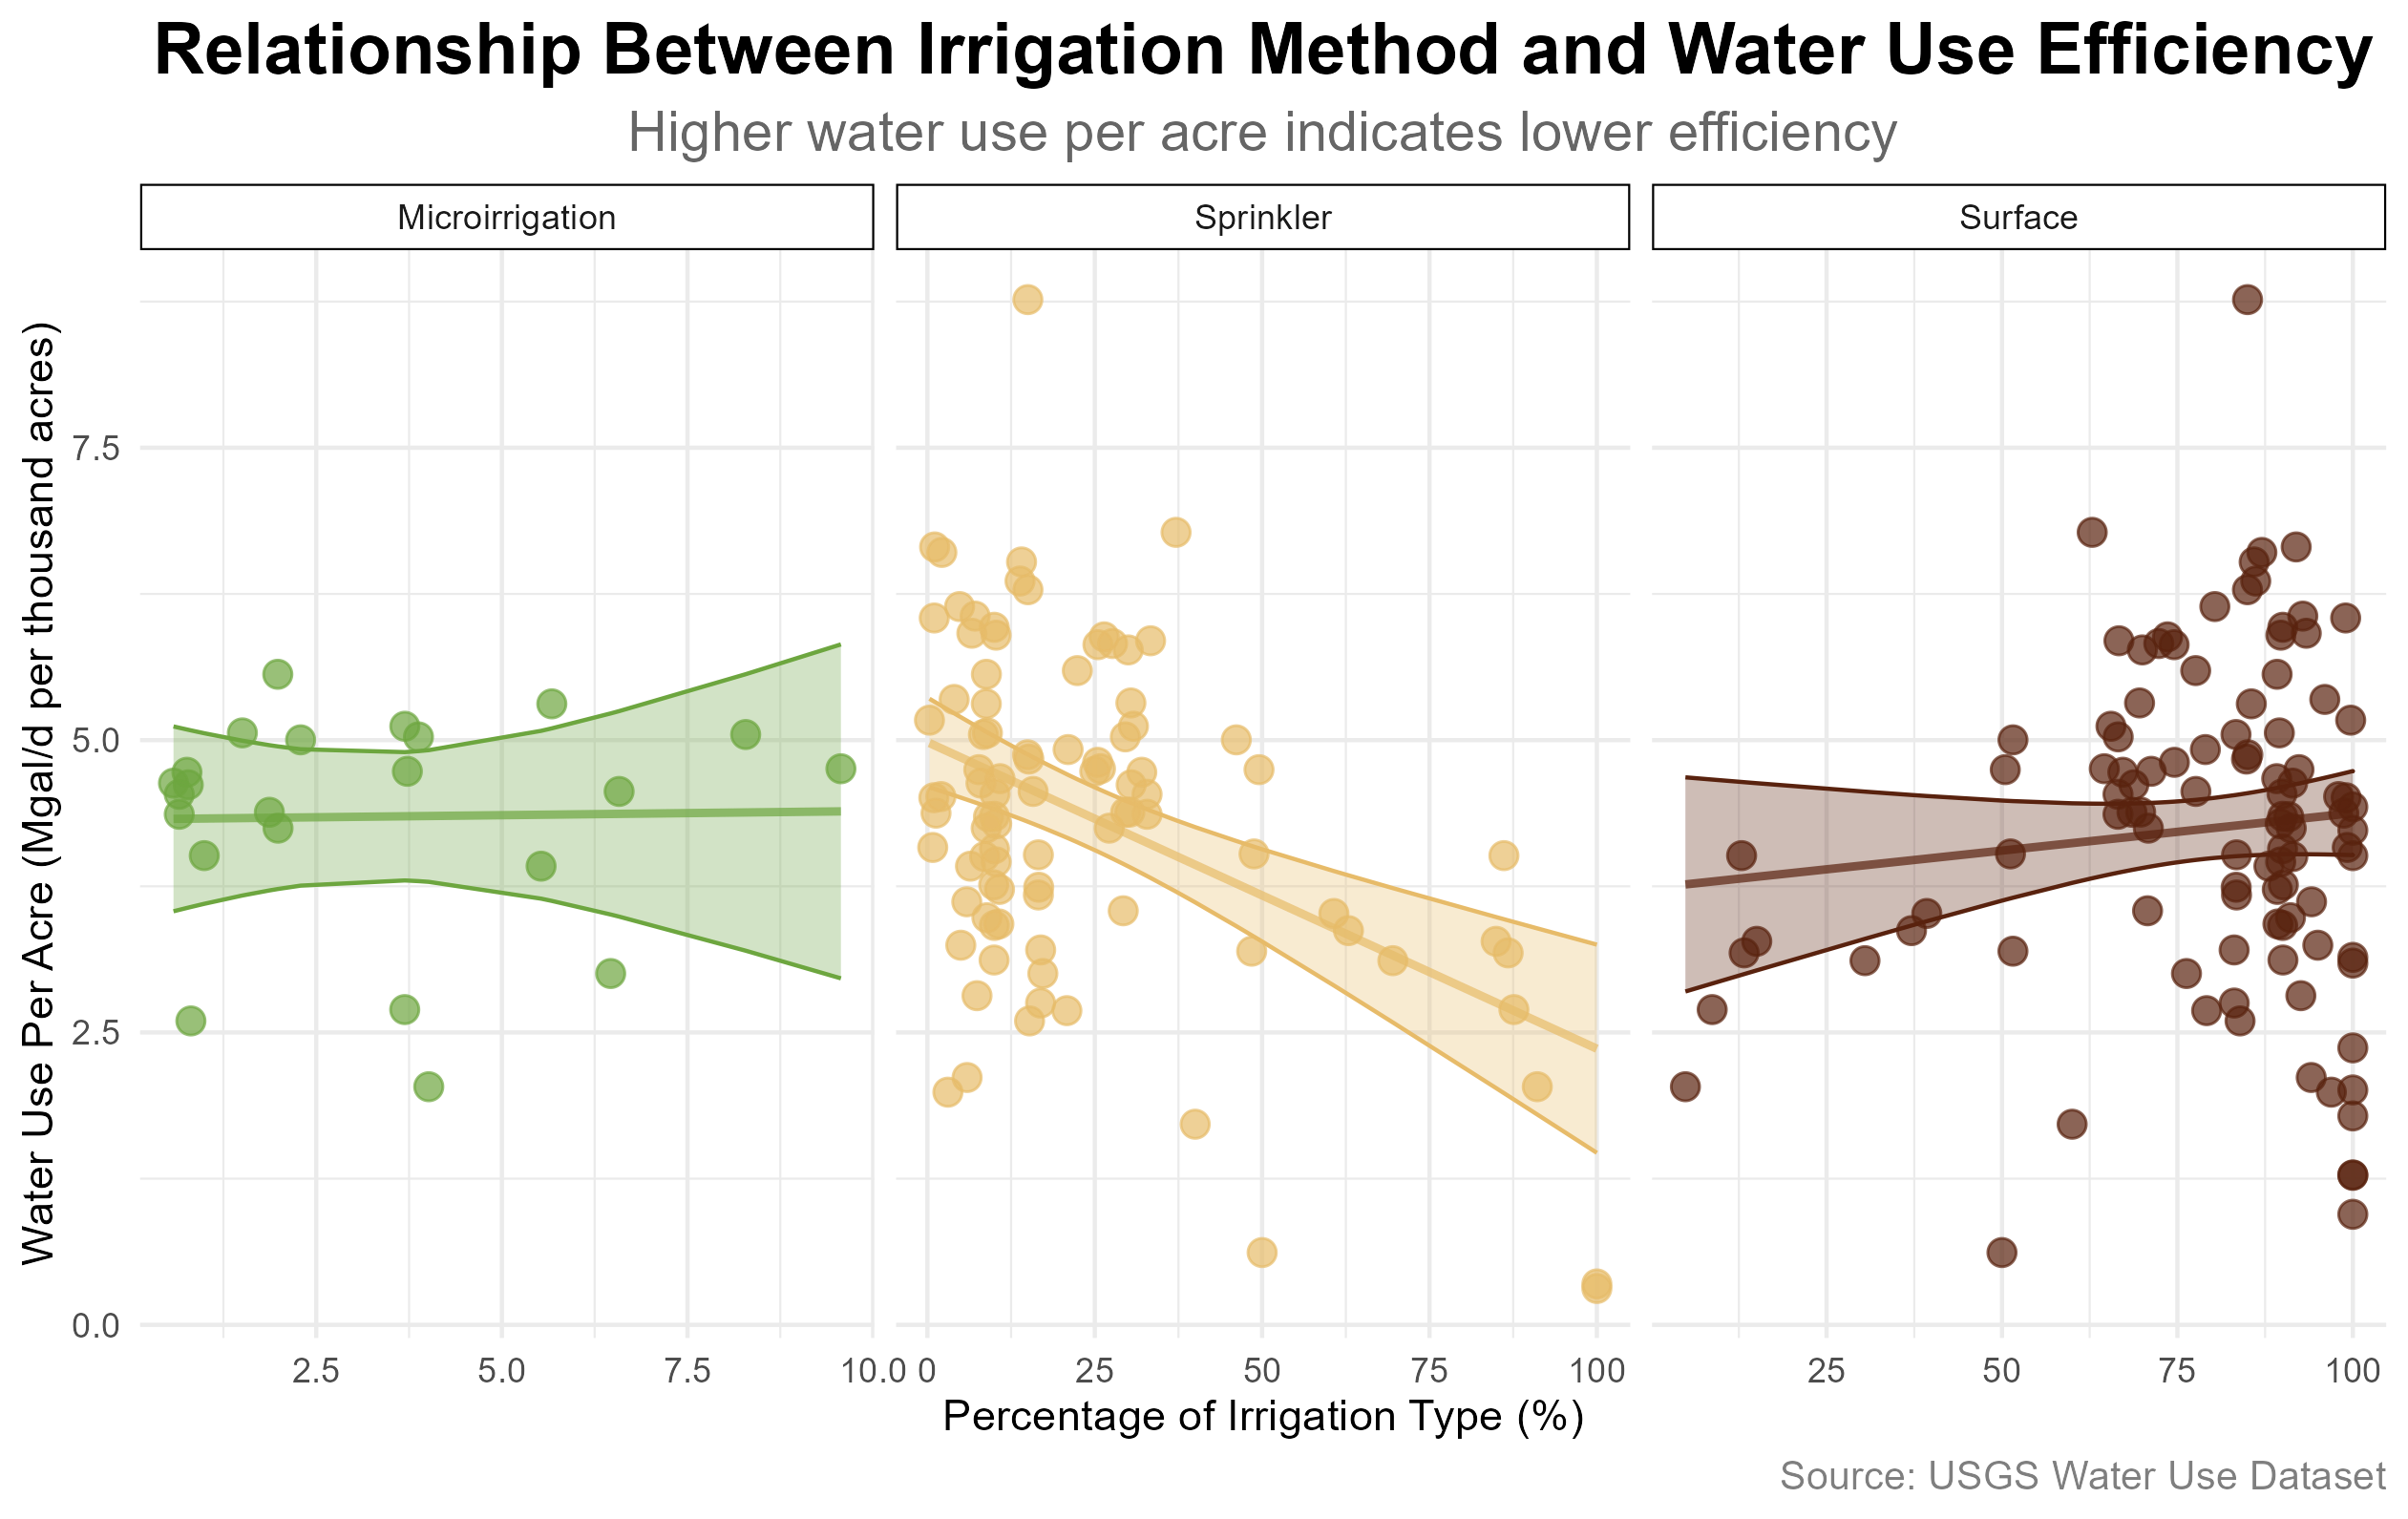 Relationship Between Irrigation Method and Water Use Efficiency
Higher water use per acre indicates lower efficiency
Microirrigation
Sprinkler
Surface
Water Use Per Acre (Mgal/d per thousand acres)
7.5
5.0
2.5
0.0
2.5 5.0 7.5 10.0
0 25 50 75 100
25 50 75 100
Percentage of Irrigation Type (%)
Source: USGS Water Use Dataset